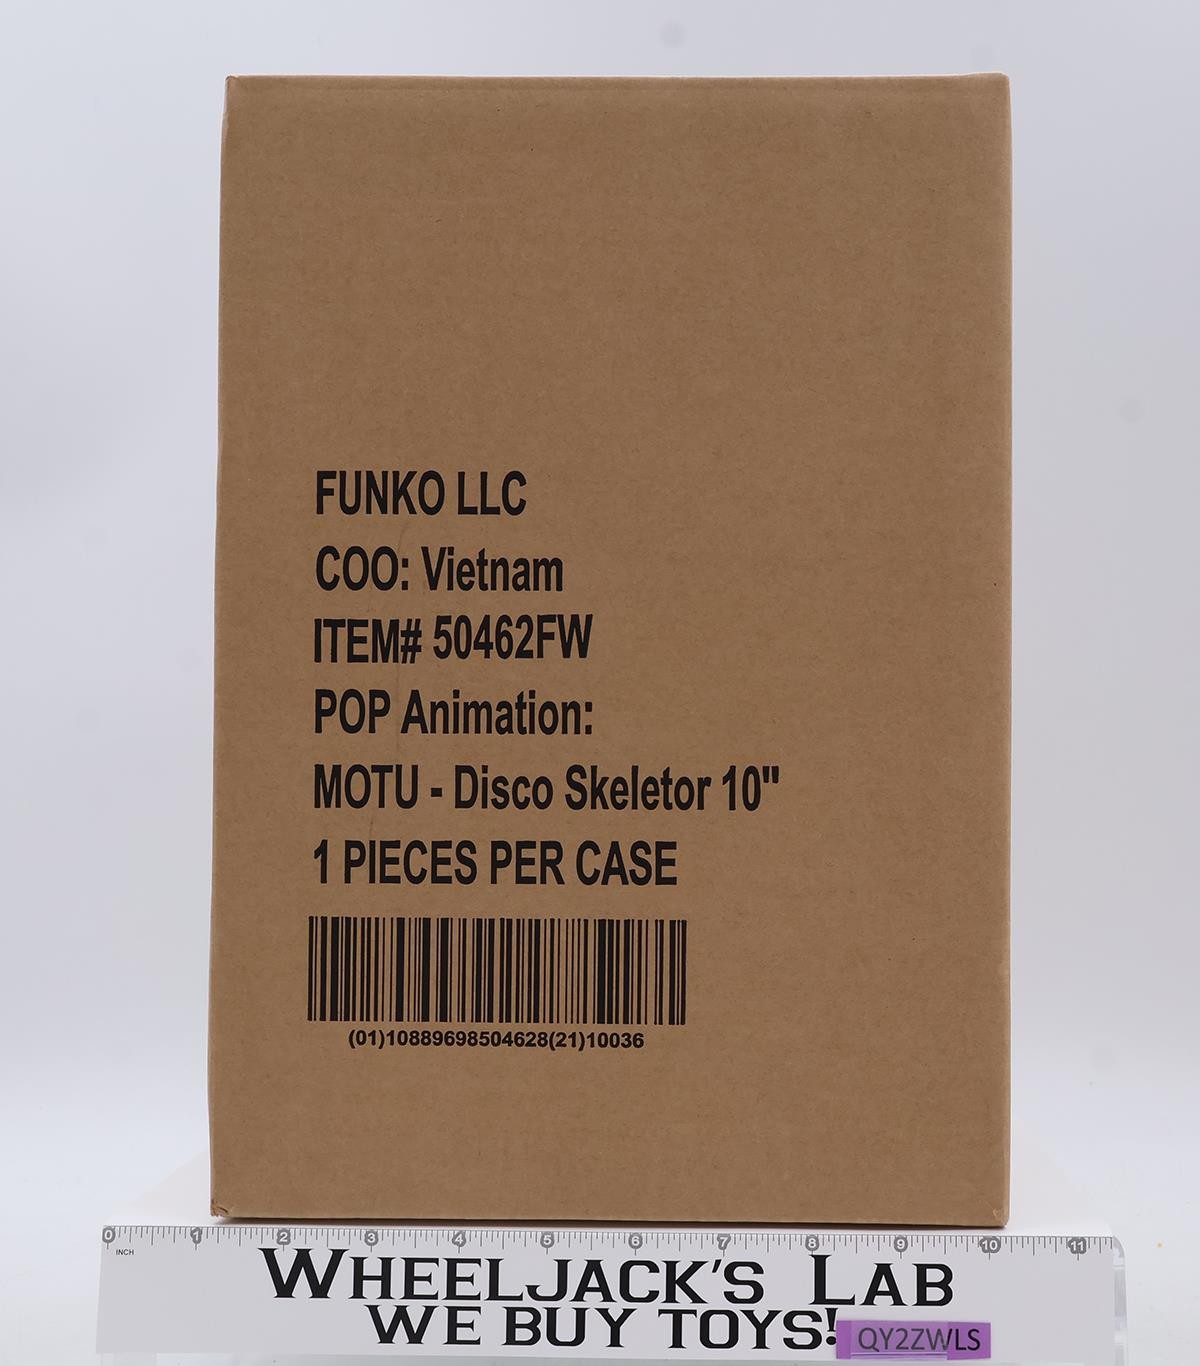 FUNKO LLC
COO: Vietnam
ITEM# 50462FW
POP Animation:
MOTU - Disco Skeletor 10"
1 PIECES PER CASE
(01)10889698504628(21)10036
0 1 2 3 4 5 6 7 8 9 10 11
INCH
WHEELJACK'S LAB
WE BUY TOYS!
QY2ZWLS